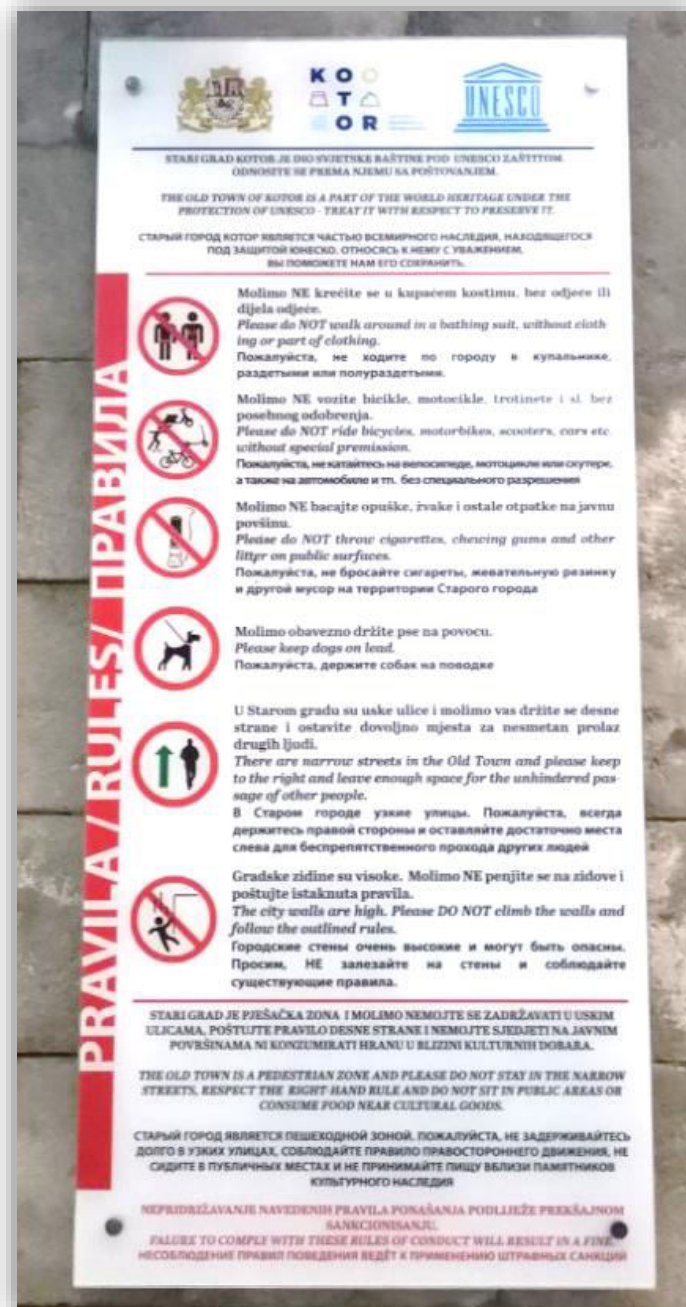 KO
TO
OR
UNESCO
STARI GRAD KOTOR JE DIO SVJETSKE BAŠTINE POD UNESCO ZAŠTITOM.
ODNOSITE SE PREMA NJEMU SA POŠTOVANJEM.
THE OLD TOWN OF KOTOR IS A PART OF THE WORLD HERITAGE UNDER THE
PROTECTION OF UNESCO - TREAT IT WITH RESPECT TO PRESERVE IT.
СТАРЫЙ ГОРОД КОТОР ЯВЛЯЕТСЯ ЧАСТЬЮ ВСЕМИРНОГО НАСЛЕДИЯ, НАХОДЯЩЕГОСЯ
ПОД ЗАЩИТОЙ ЮНЕСКО. ОТНОСЯСЬ К НЕМУ С УВАЖЕНИЕМ,
ВЫ ПОМОЖЕТЕ НАМ ЕГО СОХРАНИТЬ.
PRAVILA / RULES/ ПРАВИЛА
Molimo NE krećite se u kupaćem kostimu, bez odjeće ili
dijela odjeće.
Please do NOT walk around in a bathing suit, without cloth
ing or part of clothing.
Пожалуйста, не ходите по городу в купальнике,
раздетыми или полураздетыми.
Molimo NE vozite bicikle, motocikle, trotinete i sl. bez
posebnog odobrenja.
Please do NOT ride bicycles, motorbikes, scooters, cars etc
without special premission.
Пожалуйста, не катайтесь на велосипеде, мотоцикле или скутере,
а также на автомобиле и тп. без специального разрешения
Molimo NE bacajte opuške, žvake i ostale otpatke na javnu
površinu.
Please do NOT throw cigarettes, chewing gums and other
litter on public surfaces.
Пожалуйста, не бросайте сигареты, жевательную резинку
и другой мусор на территории Старого города
Molimo obavezno držite pse na povocu.
Please keep dogs on lead.
Пожалуйста, держите собак на поводке
U Starom gradu su uske ulice i molimo vas držite se desne
strane i ostavite dovoljno mjesta za nesmetan prolaz
drugih ljudi.
There are narrow streets in the Old Town and please keep
to the right and leave enough space for the unhindered pas-
sage of other people.
В Старом городе узкие улицы. Пожалуйста, всегда
держитесь правой стороны и оставляйте достаточно места
слева для беспрепятственного прохода других людей
Gradske zidine su visoke. Molimo NE penjite se na zidove i
poštujte istaknuta pravila.
The city walls are high. Please DO NOT climb the walls and
follow the outlined rules.
Городские стены очень высокие и могут быть опасны.
Просим, НЕ залезайте на стены и соблюдайте
существующие правила.
STARI GRAD JE PJEŠAČKA ZONA I MOLIMO NEMOJTE SE ZADRŽAVATI U USKIM
ULICAMA, POŠTUJTE PRAVILO DESNE STRANE I NEMOJTE SJEDJETI NA JAVNIM
POVRŠINAMA NI KONZUMIRATI HRANU U BLIZINI KULTURNIH DOBARA.
THE OLD TOWN IS A PEDESTRIAN ZONE AND PLEASE DO NOT STAY IN THE NARROW
STREETS, RESPECT THE RIGHT-HAND RULE AND DO NOT SIT IN PUBLIC AREAS OR
CONSUME FOOD NEAR CULTURAL GOODS.
СТАРЫЙ ГОРОД ЯВЛЯЕТСЯ ПЕШЕХОДНОЙ ЗОНОЙ. ПОЖАЛУЙСТА, НЕ ЗАДЕРЖИВАЙТЕСЬ
ДОЛГО В УЗКИХ УЛИЦАХ, СОБЛЮДАЙТЕ ПРАВИЛО ПРАВОСТОРОННЕГО ДВИЖЕНИЯ, НЕ
СИДИТЕ В ПУБЛИЧНЫХ МЕСТАХ И НЕ ПРИНИМАЙТЕ ПИЩУ ВБЛИЗИ ПАМЯТНИКОВ
КУЛЬТУРНОГО НАСЛЕДИЯ
NEPRIDRŽAVANJE NAVEDENIH PRAVILA PONAŠANJA PODLIJEŽE PREKŠAJNOM
SANKCIONISANJU.
FALURE TO COMPLY WITH THESE RULES OF CONDUCT WILL RESULT IN A FINE.
НЕСОБЛЮДЕНИЕ ПРАВИЛ ПОВЕДЕНИЯ ВЕДЁТ К ПРИМЕНЕНИЮ ШТРАФНЫХ САНКЦИЙ